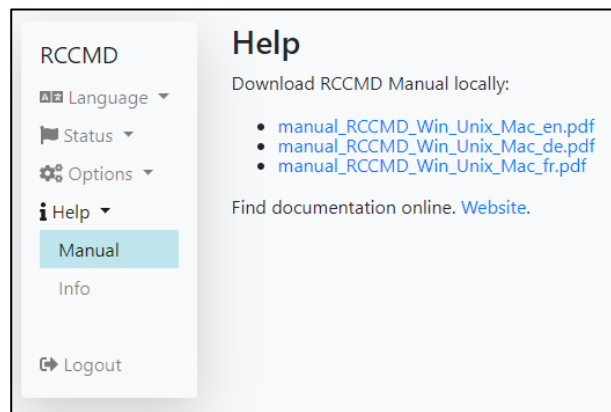 RCCMD
Language
Status
Options
Help
Manual
Info
Logout
Help
Download RCCMD Manual locally:
manual_RCCMD_Win_Unix_Mac_en.pdf
manual_RCCMD_Win_Unix_Mac_de.pdf
manual_RCCMD_Win_Unix_Mac_fr.pdf
Find documentation online. Website.